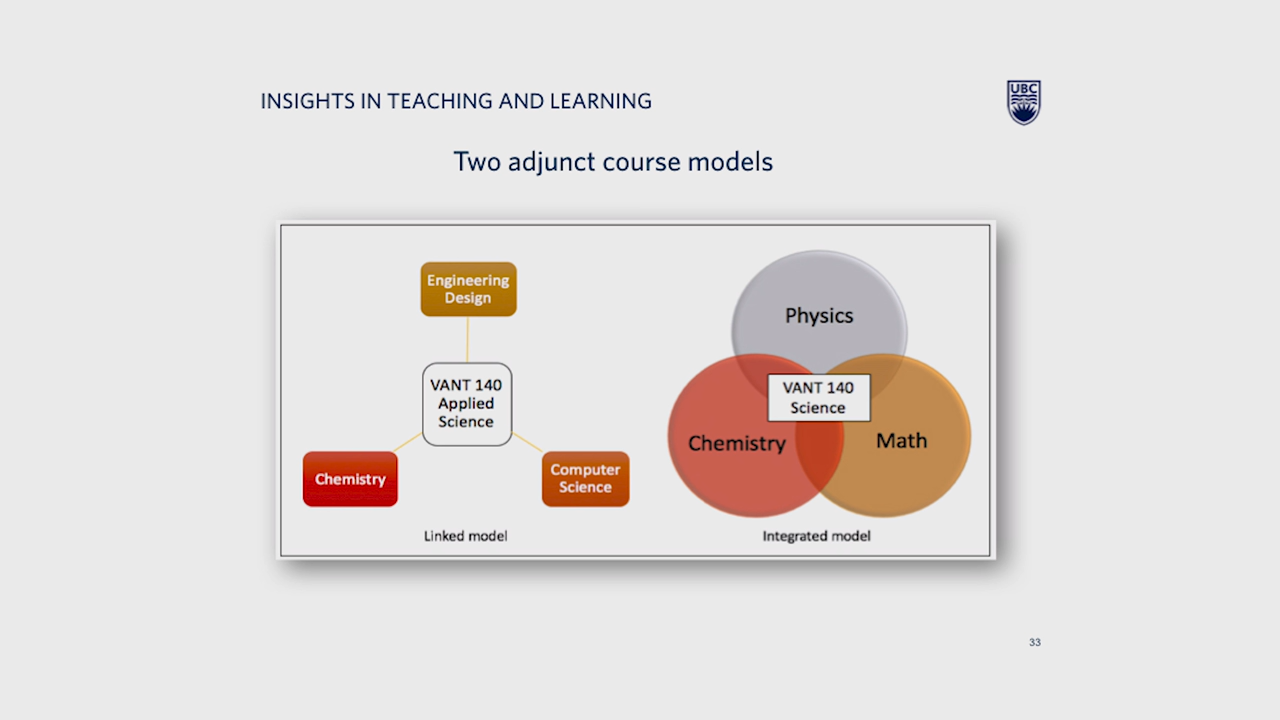 INSIGHTS IN TEACHING AND LEARNING
UBC
Two adjunct course models
Engineering
Design
VANT 140
Applied
Science
Chemistry
Computer
Science
Linked model
Physics
VANT 140
Science
Chemistry
Math
Integrated model
33